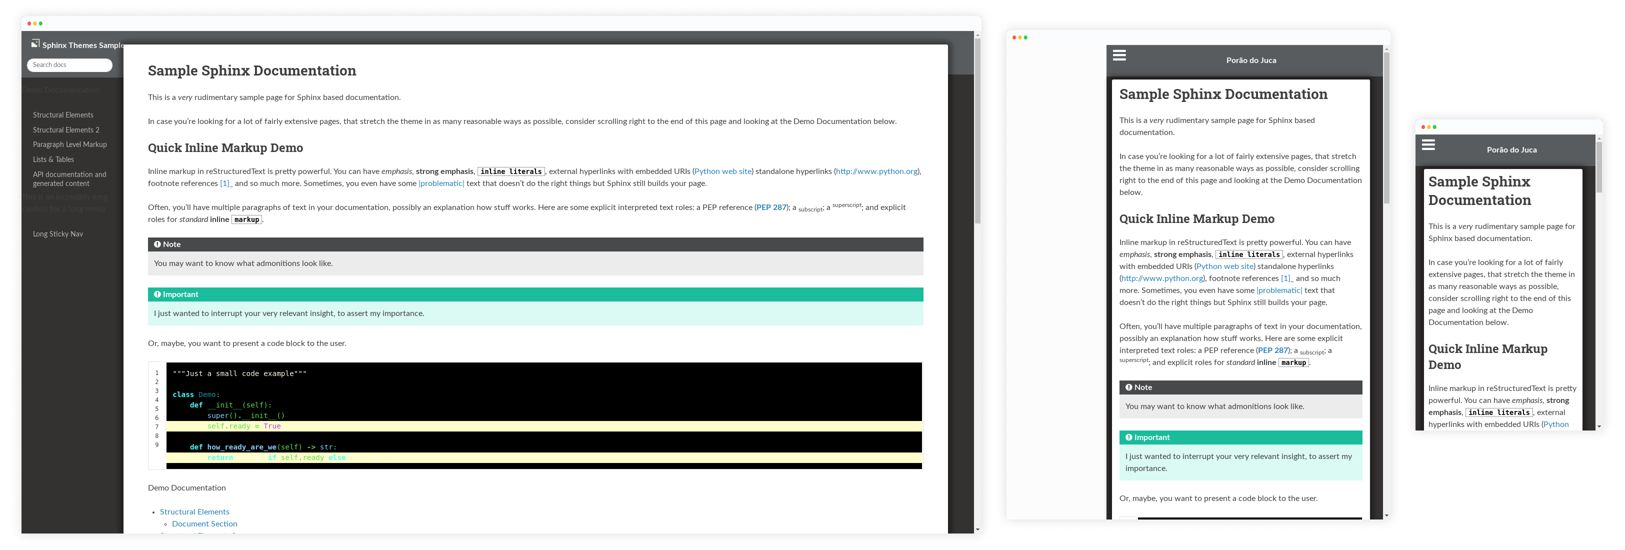 Sphinx Themes Sample
Search docs
Demo Documentation
Structural Elements
Structural Elements 2
Paragraph Level Markup
Lists & Tables
API documentation and
generated content
Long Sticky Nav
Sample Sphinx Documentation
This is a very rudimentary sample page for Sphinx based documentation.
In case you're looking for a lot of fairly extensive pages, that stretch the theme in as many reasonable ways as possible, consider scrolling right to the end of this page and looking at the Demo Documentation below.
Quick Inline Markup Demo
Inline markup in reStructuredText is pretty powerful. You can have emphasis, strong emphasis, inline literals, external hyperlinks with embedded URIs (Python web site) standalone hyperlinks (http://www.python.org),
footnote references [1]_ and so much more. Sometimes, you even have some |problematic| text that doesn't do the right things but Sphinx still builds your page.
Often, you'll have multiple paragraphs of text in your documentation, possibly an explanation how stuff works. Here are some explicit interpreted text roles: a PEP reference (PEP 287); a subscript; a superscript; and explicit
roles for standard inline markup.
Note
You may want to know what admonitions look like.
Important
I just wanted to interrupt your very relevant insight, to assert my importance.
Or, maybe, you want to present a code block to the user.
1 """Just a small code example"""
2
3 class Demo:
4 def __init__(self):
5 super().__init__()
6 self.ready = True
7
8 def how_ready_are_we(self) -> str:
9 return if self.ready else
Demo Documentation
• Structural Elements
◦ Document Section
Porão do Juca
Sample Sphinx Documentation
This is a very rudimentary sample page for Sphinx based
documentation.
In case you're looking for a lot of fairly extensive pages, that stretch
the theme in as many reasonable ways as possible, consider scrolling
right to the end of this page and looking at the Demo Documentation
below.
Quick Inline Markup Demo
Inline markup in reStructuredText is pretty powerful. You can have
emphasis, strong emphasis, inline literals, external hyperlinks
with embedded URIs (Python web site) standalone hyperlinks
(http://www.python.org), footnote references [1]_ and so much
more. Sometimes, you even have some |problematic| text that
doesn't do the right things but Sphinx still builds your page.
Often, you'll have multiple paragraphs of text in your documentation,
possibly an explanation how stuff works. Here are some explicit
interpreted text roles: a PEP reference (PEP 287); a subscript; a
superscript; and explicit roles for standard inline markup.
Note
You may want to know what admonitions look like.
Important
I just wanted to interrupt your very relevant insight, to assert my
importance.
Or, maybe, you want to present a code block to the user.
Porão do Juca
Sample Sphinx
Documentation
This is a very rudimentary sample page for
Sphinx based documentation.
In case you're looking for a lot of fairly
extensive pages, that stretch the theme in
as many reasonable ways as possible,
consider scrolling right to the end of this
page and looking at the Demo
Documentation below.
Quick Inline Markup
Demo
Inline markup in reStructuredText is pretty
powerful. You can have emphasis, strong
emphasis, inline literals, external
hyperlinks with embedded URIs (Python